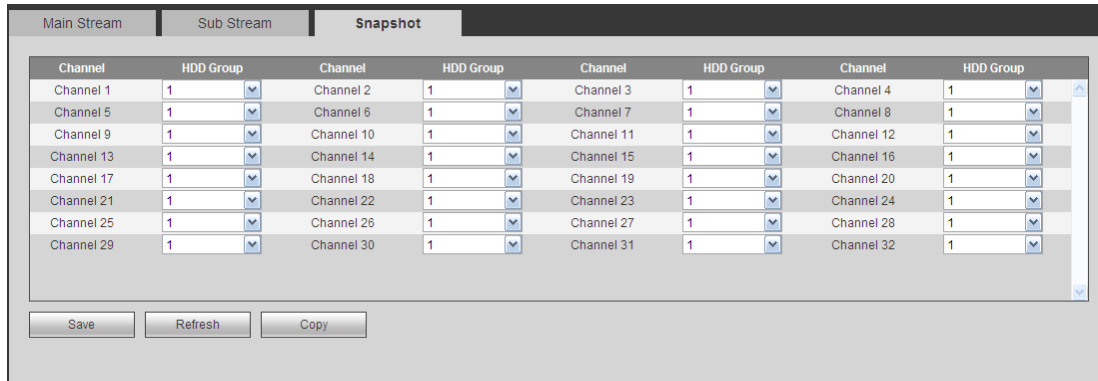 Main Stream Sub Stream Snapshot
Channel HDD Group Channel HDD Group Channel HDD Group Channel HDD Group
Channel 1 1 Channel 2 1 Channel 3 1 Channel 4 1
Channel 5 1 Channel 6 1 Channel 7 1 Channel 8 1
Channel 9 1 Channel 10 1 Channel 11 1 Channel 12 1
Channel 13 1 Channel 14 1 Channel 15 1 Channel 16 1
Channel 17 1 Channel 18 1 Channel 19 1 Channel 20 1
Channel 21 1 Channel 22 1 Channel 23 1 Channel 24 1
Channel 25 1 Channel 26 1 Channel 27 1 Channel 28 1
Channel 29 1 Channel 30 1 Channel 31 1 Channel 32 1
Save Refresh Copy